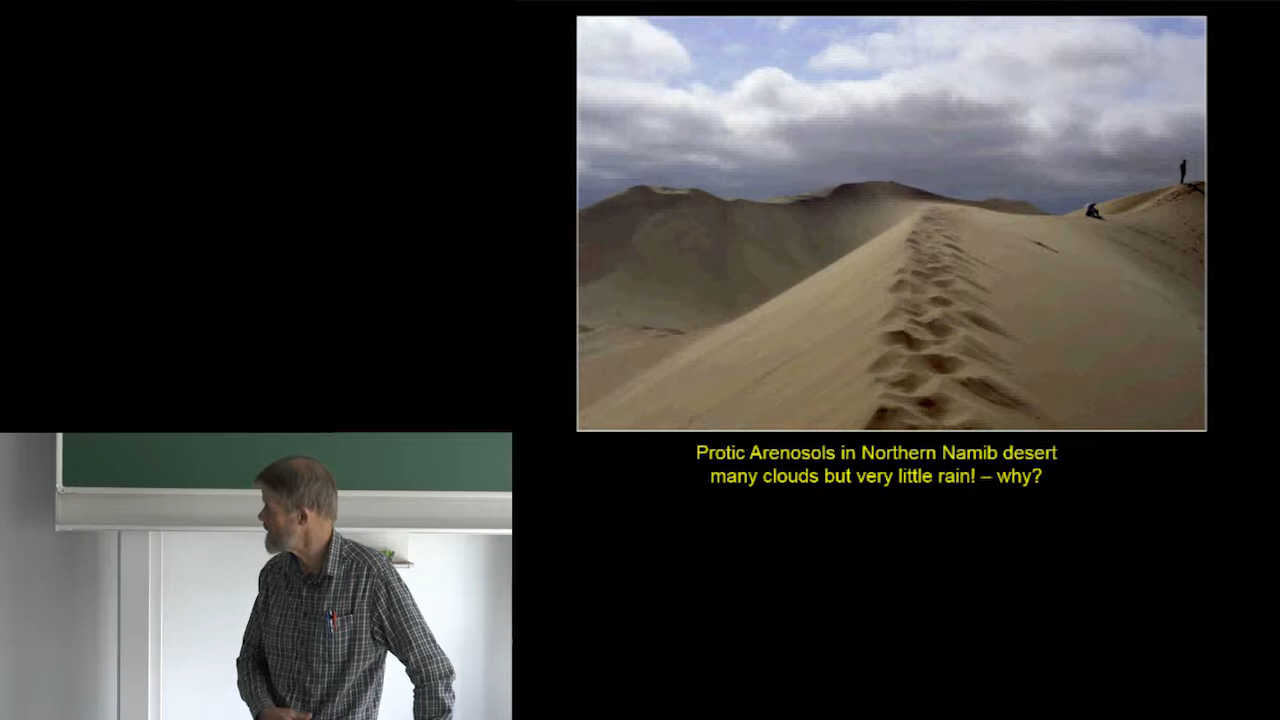 Protic Arenosols in Northern Namib desert
many clouds but very little rain! – why?